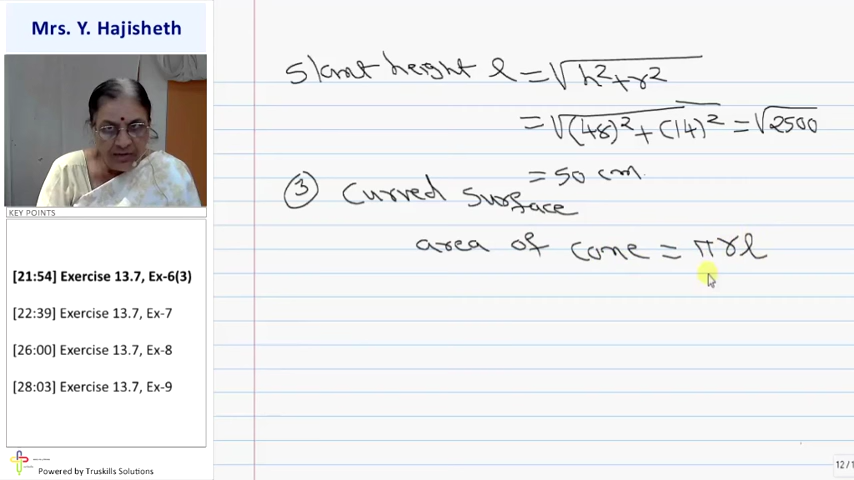 Mrs. Y. Hajisheth
KEY POINTS
[21:54] Exercise 13.7, Ex-6(3)
[22:39] Exercise 13.7, Ex-7
[26:00] Exercise 13.7, Ex-8
[28:03] Exercise 13.7, Ex-9
Powered by Truskills Solutions
Slant height l = √h²+r²
= √(48)²+(14)² = √2500
= 50 cm.
③ Curved surface
area of cone = πrl
12/1